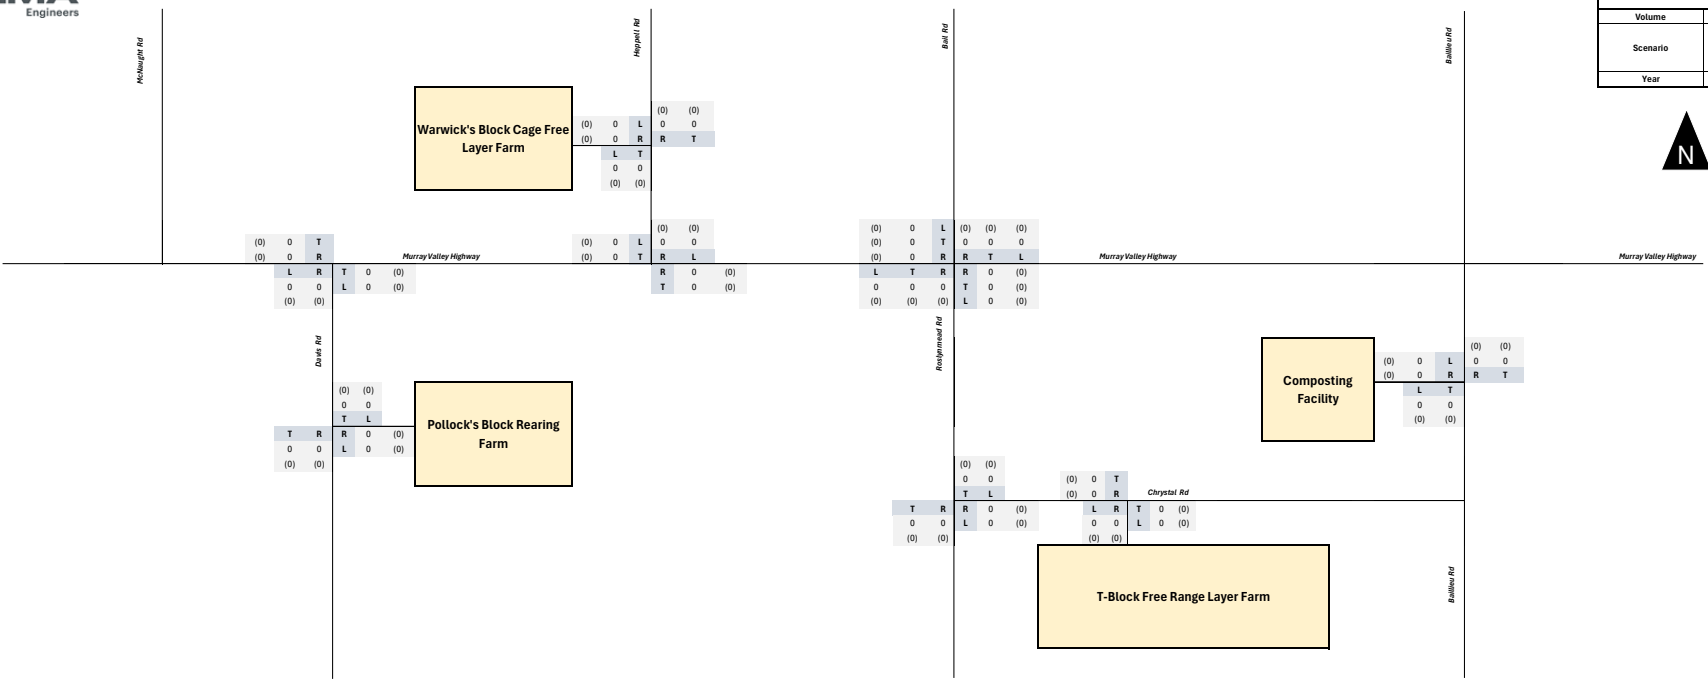 Engineers
Volume
Scenario
Year
N
McNaught Rd
Heppell Rd
Ball Rd
Baillieu Rd
Warwick's Block Cage Free
Layer Farm
(0) (0)
(0) 0 L 0 0
(0) 0 R R T
L T
0 0
(0) (0)
(0) 0 T
(0) 0 R
L R T 0 (0)
0 0 L 0 (0)
(0) (0)
Murray Valley Highway
(0) (0)
(0) 0 L 0 0
(0) 0 T R L
R 0 (0)
T 0 (0)
(0) 0 L (0) (0) (0)
(0) 0 T 0 0 0
(0) 0 R R T L
L T R R 0 (0)
0 0 0 T 0 (0)
(0) (0) (0) L 0 (0)
Murray Valley Highway
Murray Valley Highway
Davis Rd
Roslynmead Rd
(0) (0)
0 0
T L
T R R 0 (0)
0 0 L 0 (0)
(0) (0)
Pollock's Block Rearing
Farm
Composting
Facility
(0) (0)
(0) 0 L 0 0
(0) 0 R R T
L T
0 0
(0) (0)
(0) (0)
0 0
T L
T R R 0 (0)
0 0 L 0 (0)
(0) (0)
(0) 0 T
(0) 0 R
Chrystal Rd
L R T 0 (0)
0 0 L 0 (0)
(0) (0)
T-Block Free Range Layer Farm
Baillieu Rd